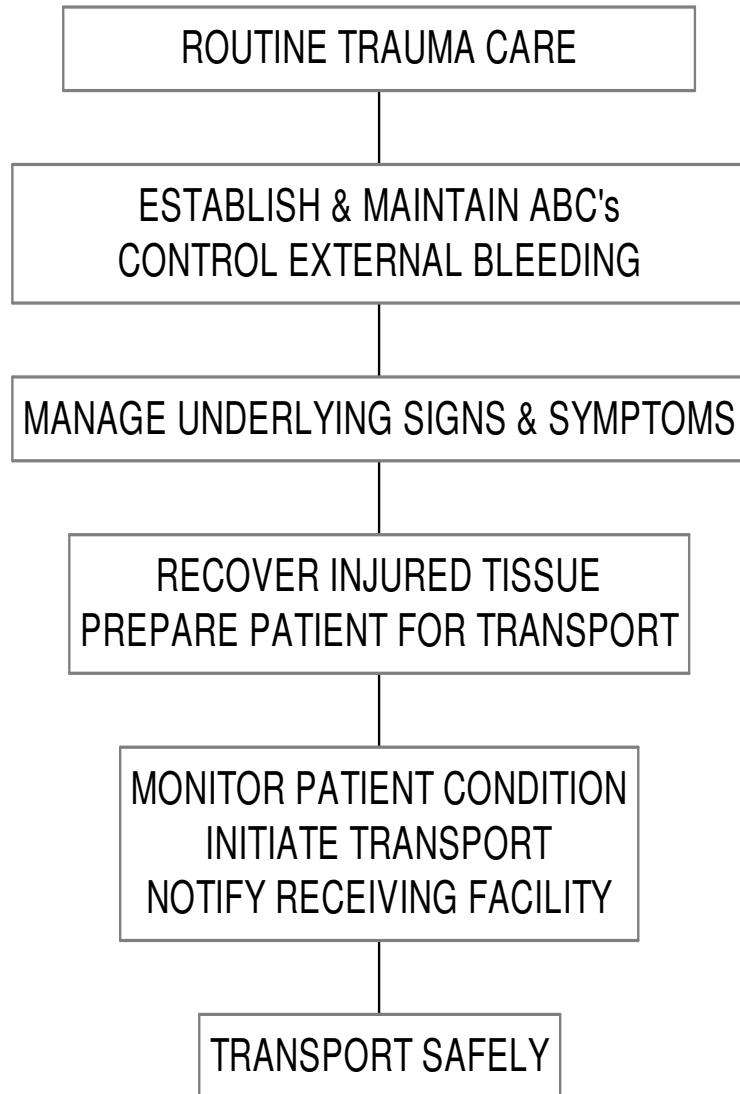 ROUTINE TRAUMA CARE
ESTABLISH & MAINTAIN ABC's
CONTROL EXTERNAL BLEEDING
MANAGE UNDERLYING SIGNS & SYMPTOMS
RECOVER INJURED TISSUE
PREPARE PATIENT FOR TRANSPORT
MONITOR PATIENT CONDITION
INITIATE TRANSPORT
NOTIFY RECEIVING FACILITY
TRANSPORT SAFELY